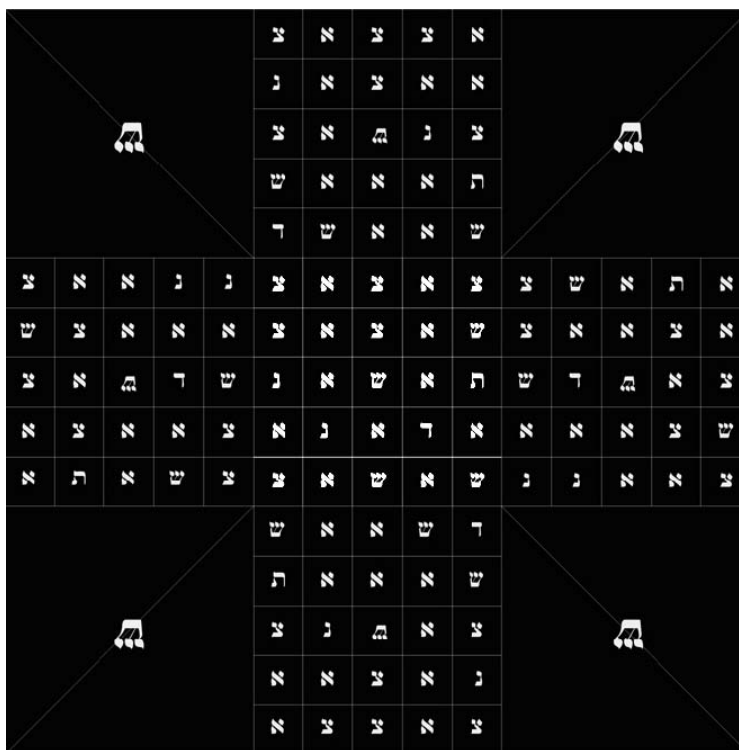 א צ צ א צ
א א צ א נ
צ נ א צ
ת א א א ש
ש א א ש ד
א ת א ש צ צ א צ א צ נ נ א א צ
א צ א א צ ש א צ א צ א א א צ ש
צ א ד ש ת א ש א נ ש ד א צ
ש צ א א א א ד א נ א צ א א צ א
צ א א נ נ ש א ש א צ צ ש א ת א
ד ש א א ש
ש א א א ת
צ א נ צ
נ א צ א א
צ א צ צ א